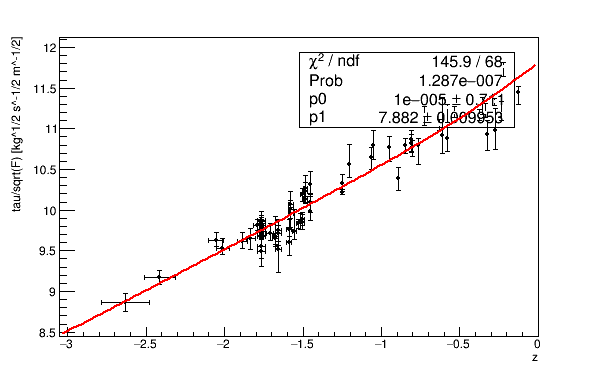 tau/sqrt(F) [kg^1/2 s^-1/2 m^-1/2]
12
11.5
11
10.5
10
9.5
9
8.5
χ² / ndf 145.9 / 68
Prob 1.287e−007
p0 1e−005 ± 0.7
p1 7.882 ± 0.009953
−3 −2.5 −2 −1.5 −1 −0.5 0
z